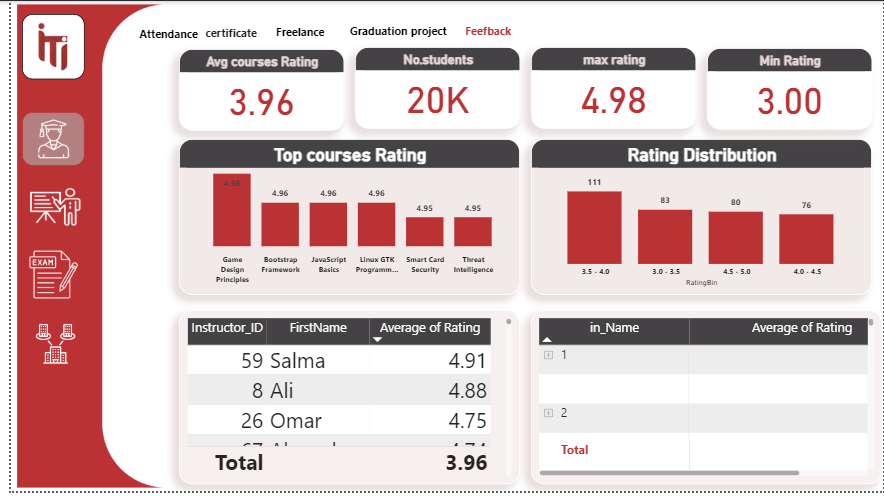 iTi
Attendance certificate Freelance Graduation project Feefback
Avg courses Rating
3.96
No.students
20K
max rating
4.98
Min Rating
3.00
EXAM
Top courses Rating
4.98
4.96
4.96
4.96
4.95
4.95
Game
Design
Principles
Bootstrap
Framework
JavaScript
Basics
Linux GTK
Programm...
Smart Card
Security
Threat
Intelligence
Rating Distribution
111
83
80
76
3.5 - 4.0
3.0 - 3.5
4.5 - 5.0
4.0 - 4.5
RatingBin
Instructor_ID FirstName Average of Rating
59 Salma 4.91
8 Ali 4.88
26 Omar 4.75
Total 3.96
in_Name Average of Rating
1
2
Total